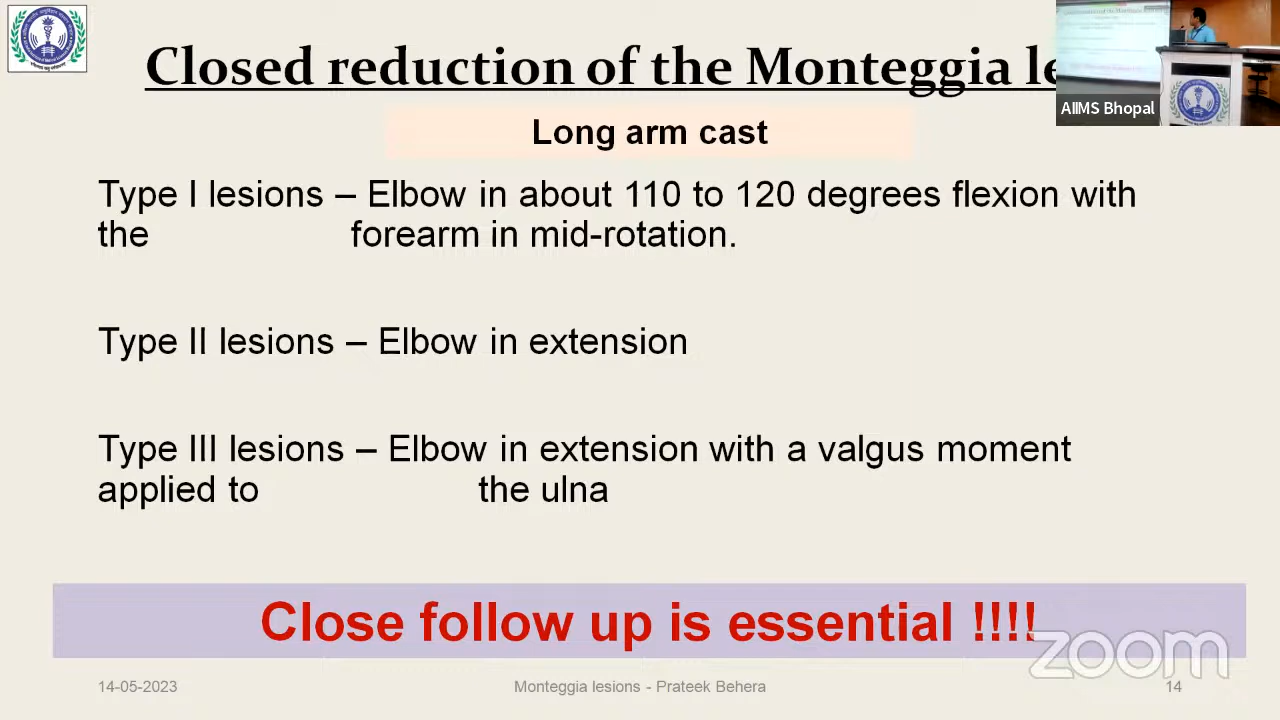 Closed reduction of the Monteggia le
AIIMS Bhopal
Long arm cast
Type I lesions – Elbow in about 110 to 120 degrees flexion with
the forearm in mid-rotation.
Type II lesions – Elbow in extension
Type III lesions – Elbow in extension with a valgus moment
applied to the ulna
Close follow up is essential !!!!
zoom
14-05-2023
Monteggia lesions - Prateek Behera
14